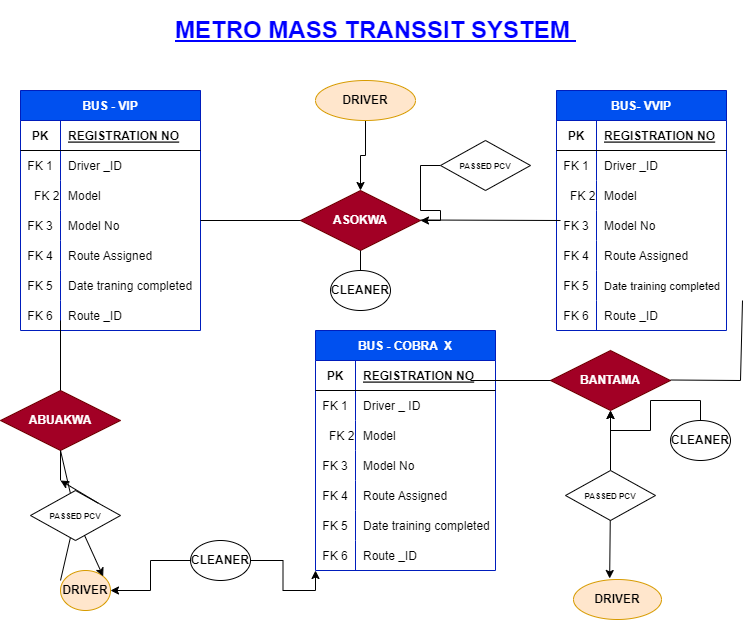 METRO MASS TRANSSIT SYSTEM
BUS - VIP
PK REGISTRATION NO
FK 1 Driver _ID
FK 2 Model
FK 3 Model No
FK 4 Route Assigned
FK 5 Date traning completed
FK 6 Route _ID
DRIVER
PASSED PCV
ASOKWA
CLEANER
BUS- VVIP
PK REGISTRATION NO
FK 1 Driver _ID
FK 2 Model
FK 3 Model No
FK 4 Route Assigned
FK 5 Date training completed
FK 6 Route _ID
BUS - COBRA X
PK REGISTRATION NO
FK 1 Driver _ ID
FK 2 Model
FK 3 Model No
FK 4 Route Assigned
FK 5 Date training completed
FK 6 Route _ID
BANTAMA
CLEANER
PASSED PCV
DRIVER
ABUAKWA
PASSED PCV
CLEANER
DRIVER